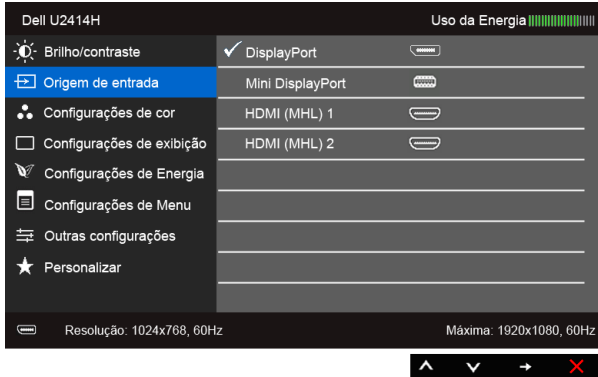 Dell U2414H Uso da Energia
Brilho/contraste DisplayPort
Origem de entrada Mini DisplayPort
Configurações de cor HDMI (MHL) 1
Configurações de exibição HDMI (MHL) 2
Configurações de Energia
Configurações de Menu
Outras configurações
Personalizar
Resolução: 1024x768, 60Hz Máxima: 1920x1080, 60Hz